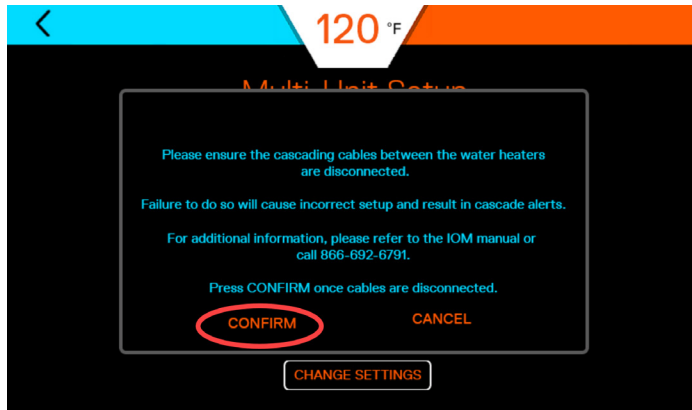 120 °F
Multi-Unit Setup
Please ensure the cascading cables between the water heaters
are disconnected.
Failure to do so will cause incorrect setup and result in cascade alerts.
For additional information, please refer to the IOM manual or
call 866-692-6791.
Press CONFIRM once cables are disconnected.
CONFIRM CANCEL
CHANGE SETTINGS